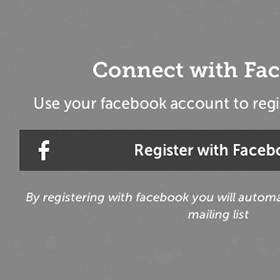 Connect with Fac
Use your facebook account to regi
Register with Facebo
By registering with facebook you will automa
mailing list